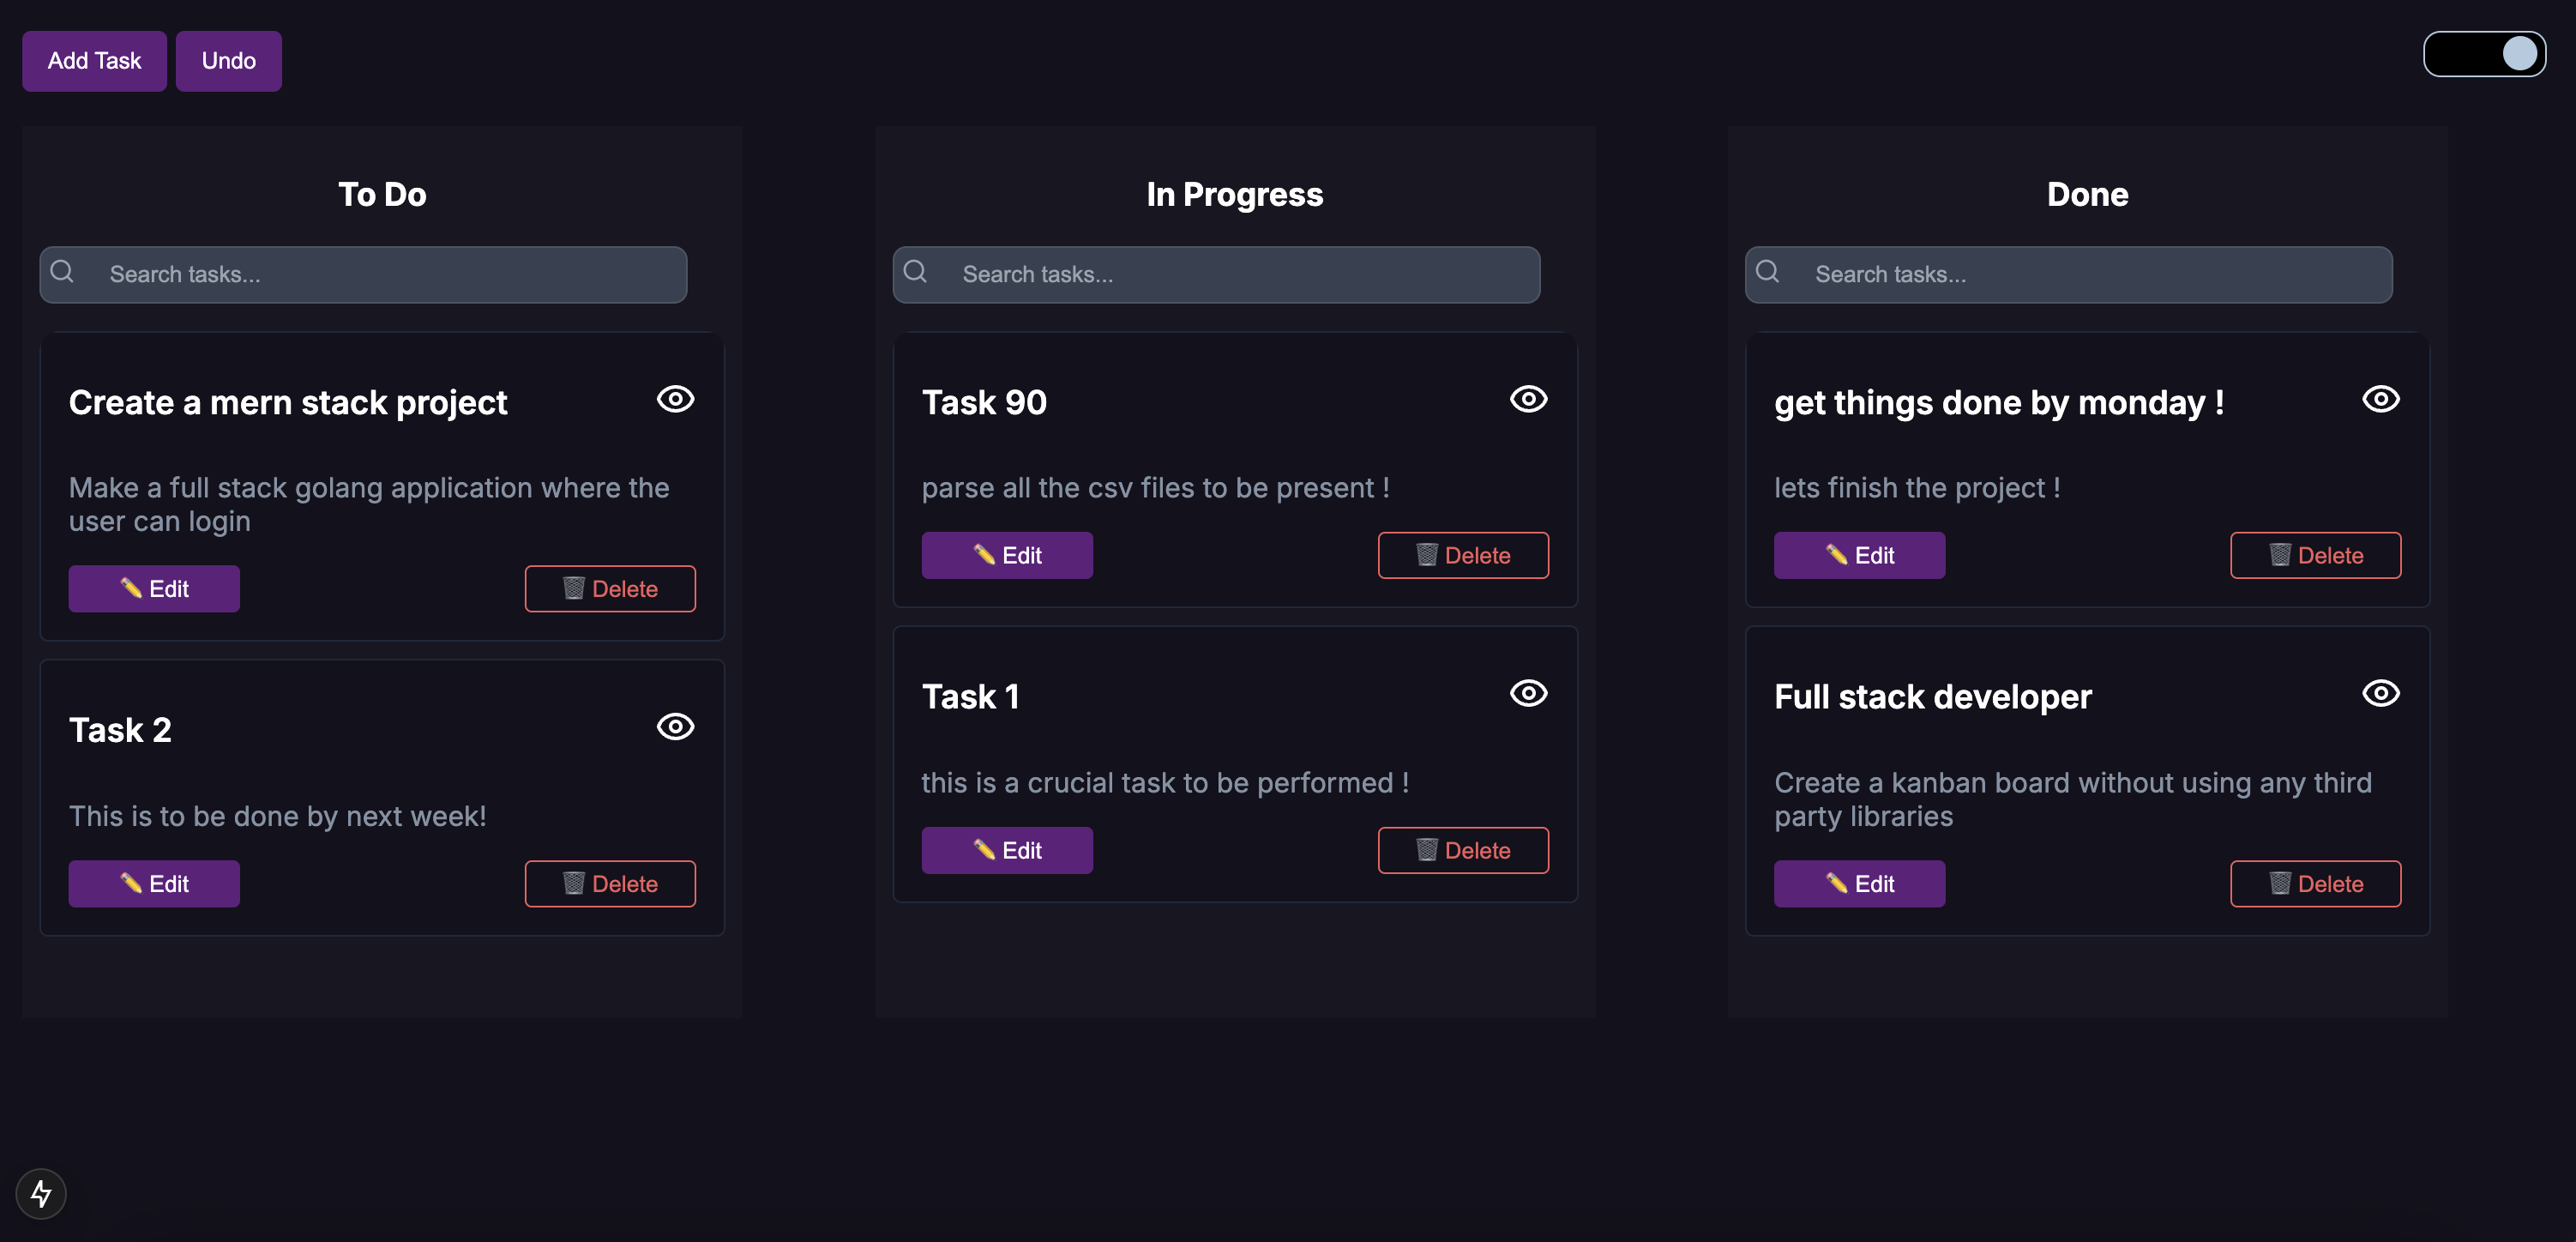 Add Task
Undo
To Do
Search tasks...
Create a mern stack project
Make a full stack golang application where the
user can login
✏️ Edit
🗑️ Delete
Task 2
This is to be done by next week!
✏️ Edit
🗑️ Delete
In Progress
Search tasks...
Task 90
parse all the csv files to be present !
✏️ Edit
🗑️ Delete
Task 1
this is a crucial task to be performed !
✏️ Edit
🗑️ Delete
Done
Search tasks...
get things done by monday !
lets finish the project !
✏️ Edit
🗑️ Delete
Full stack developer
Create a kanban board without using any third
party libraries
✏️ Edit
🗑️ Delete